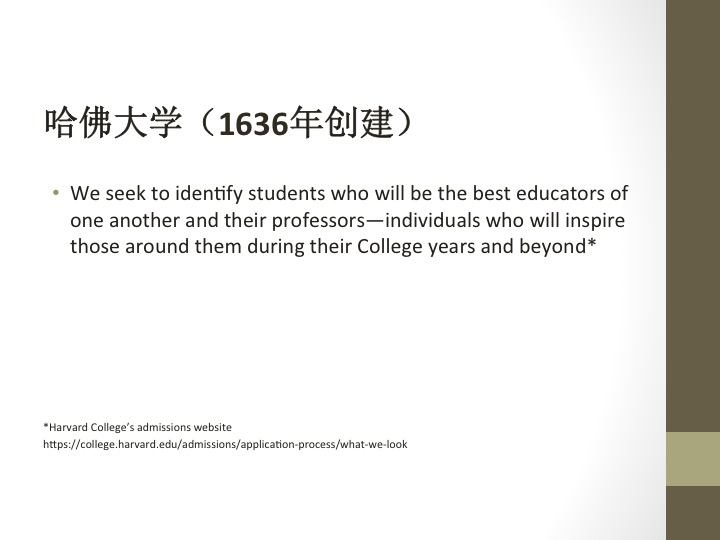 哈佛大学（1636年创建）
• We seek to identify students who will be the best educators of
one another and their professors—individuals who will inspire
those around them during their College years and beyond*
*Harvard College’s admissions website
https://college.harvard.edu/admissions/application-process/what-we-look